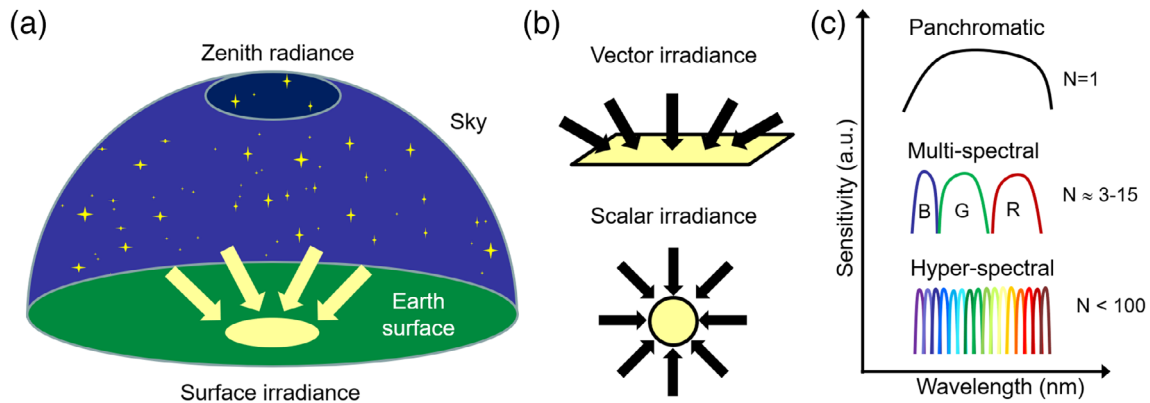 (a)
Zenith radiance
Sky
Earth
surface
Surface irradiance
(b)
Vector irradiance
Scalar irradiance
(c)
Sensitivity (a.u.)
Panchromatic
N=1
Multi-spectral
B G R
N ≈ 3-15
Hyper-spectral
N < 100
Wavelength (nm)